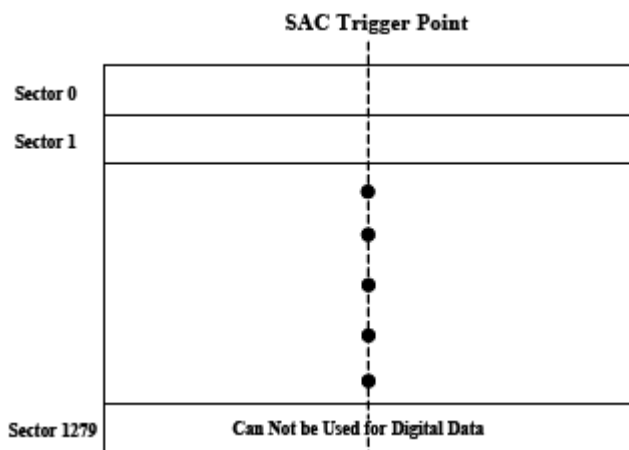 SAC Trigger Point
Sector 0
Sector 1
Sector 1279
Can Not be Used for Digital Data